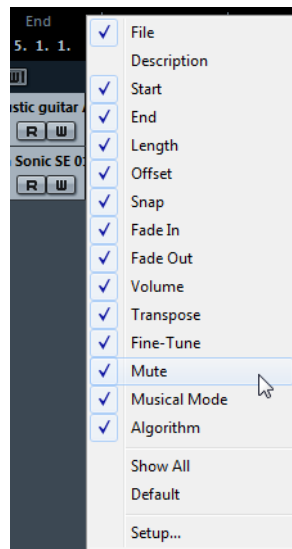 End
File
5. 1. 1.
Description
Start
stic guitar
End
R W
Length
Sonic SE 01
Offset
R W
Snap
Fade In
Fade Out
Volume
Transpose
Fine-Tune
Mute
Musical Mode
Algorithm
Show All
Default
Setup...